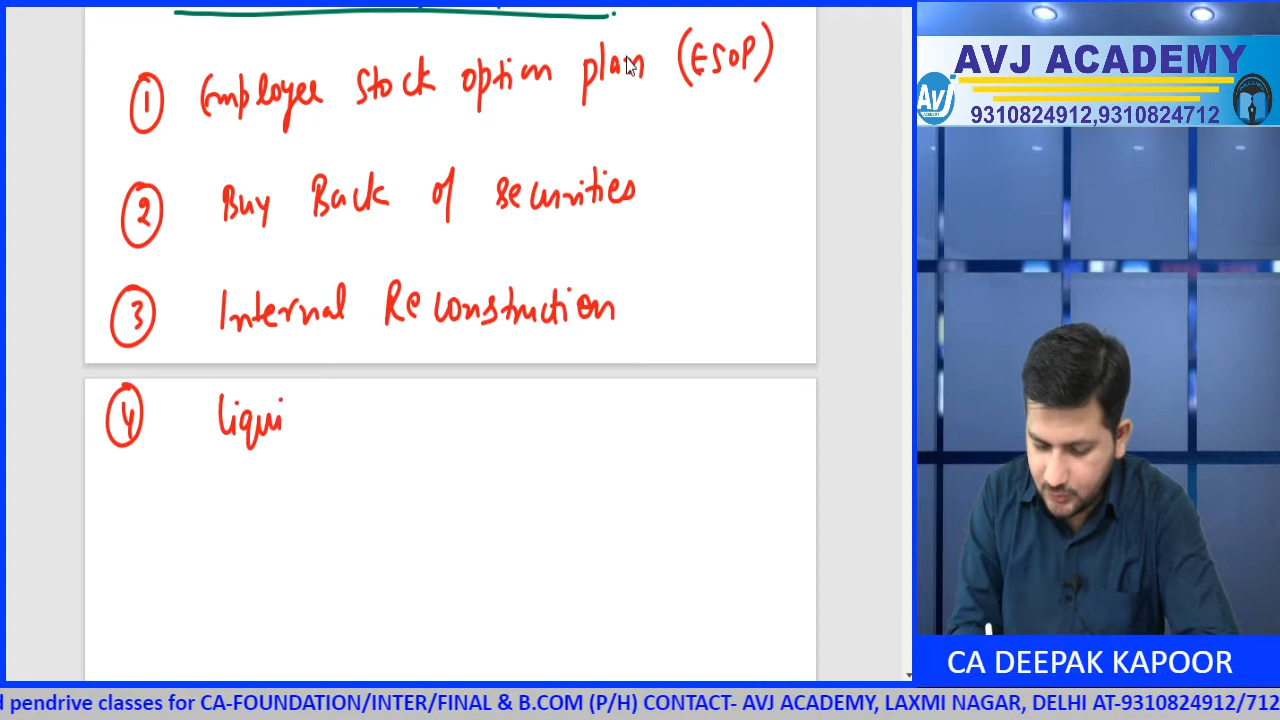 ① Employee Stock option plan (ESOP)
② Buy Back of securities
③ Internal Reconstruction
④ Liqui
AVJ ACADEMY
AVJ
9310824912,9310824712
CA DEEPAK KAPOOR
d pendrive classes for CA-FOUNDATION/INTER/FINAL & B.COM (P/H) CONTACT- AVJ ACADEMY, LAXMI NAGAR, DELHI AT-9310824912/712